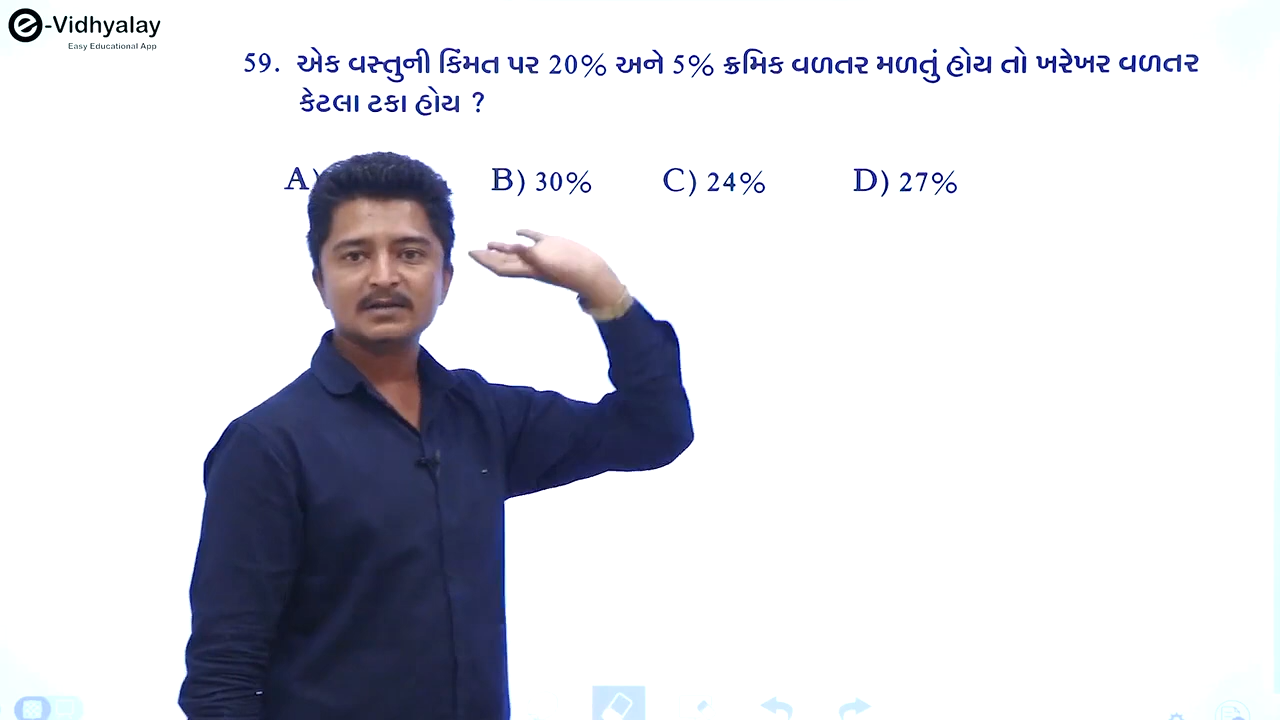 e-Vidhyalay
Easy Educational App
59. એક વસ્તુની કિંમત પર 20% અને 5% ક્રમિક વળતર મળતું હોય તો ખરેખર વળતર
કેટલા ટકા હોય ?
A) B) 30% C) 24% D) 27%